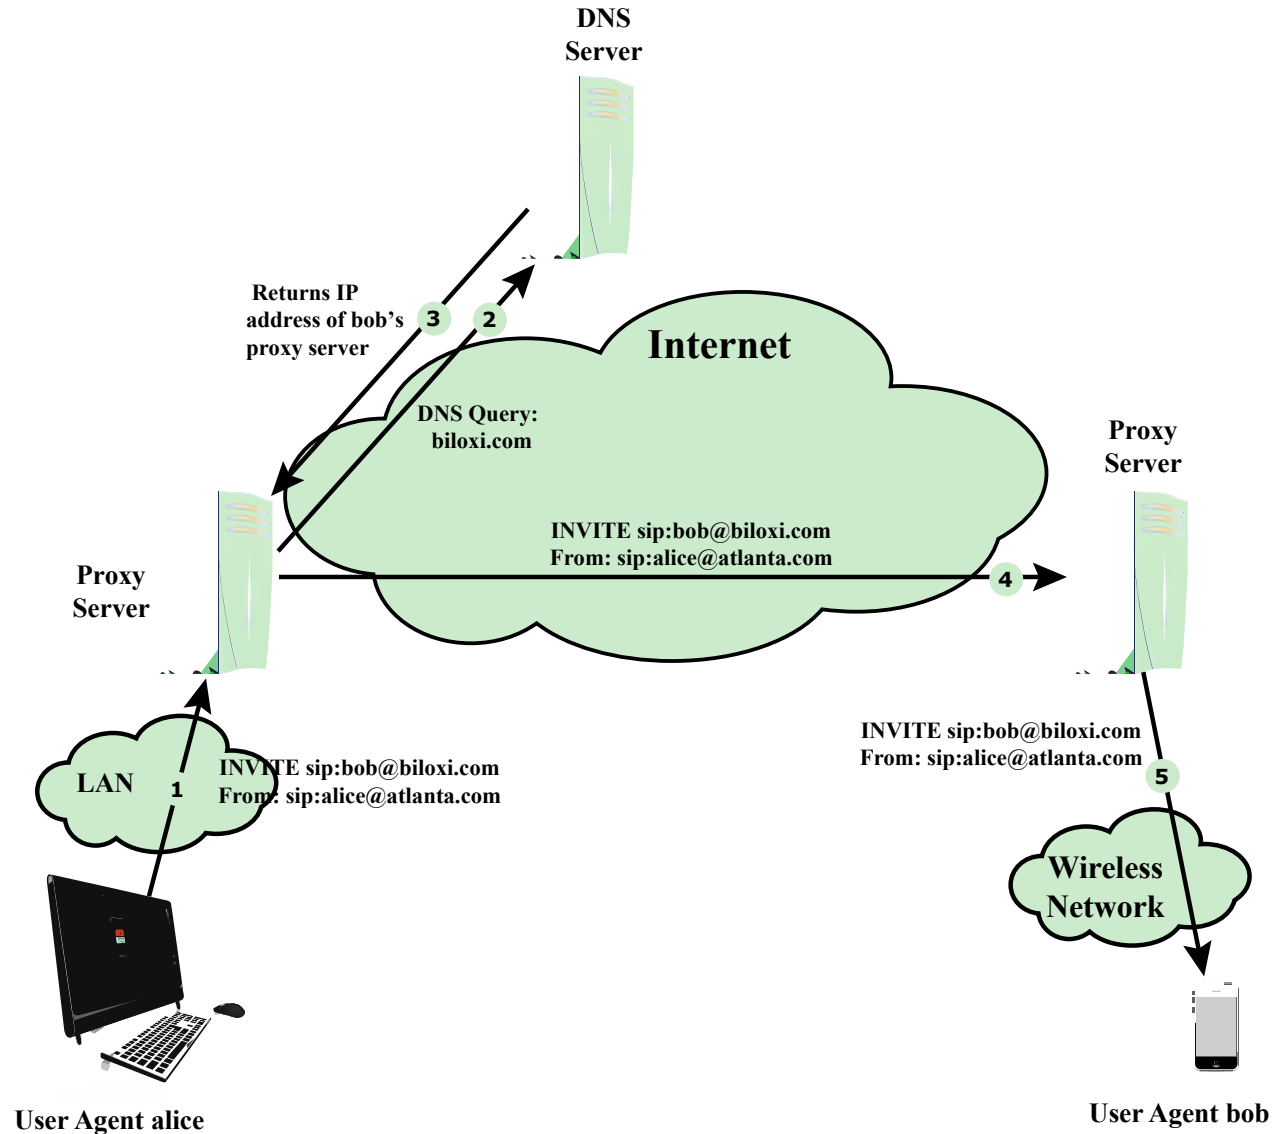 DNS
Server
Returns IP
address of bob’s
proxy server
3
2
Internet
DNS Query:
biloxi.com
Proxy
Server
INVITE sip:bob@biloxi.com
From: sip:alice@atlanta.com
4
Proxy
Server
LAN
1
INVITE sip:bob@biloxi.com
From: sip:alice@atlanta.com
INVITE sip:bob@biloxi.com
From: sip:alice@atlanta.com
5
Wireless
Network
User Agent alice
User Agent bob